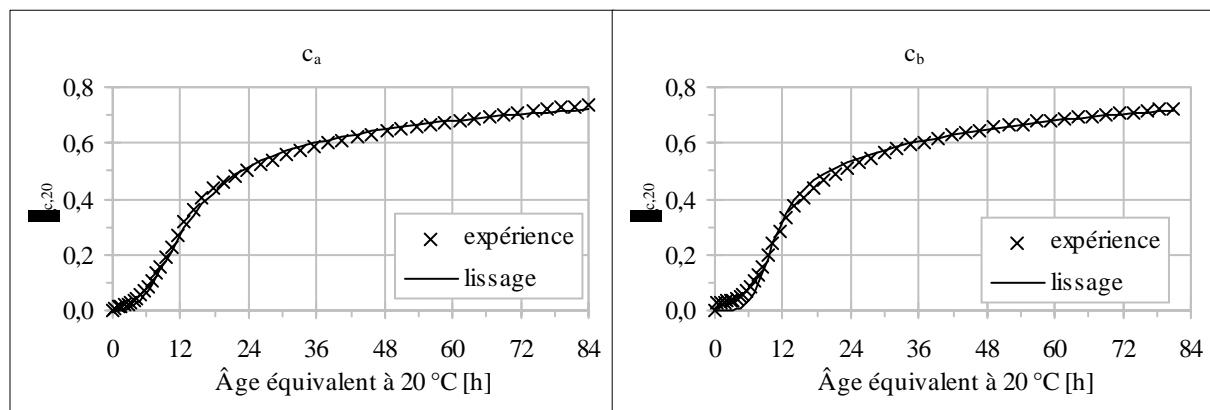 c_a
0,8
0,6
0,4
0,2
0,0
c,20
expérience
lissage
0 12 24 36 48 60 72 84
Âge équivalent à 20 °C [h]
c_b
0,8
0,6
0,4
0,2
0,0
c,20
expérience
lissage
0 12 24 36 48 60 72 84
Âge équivalent à 20 °C [h]